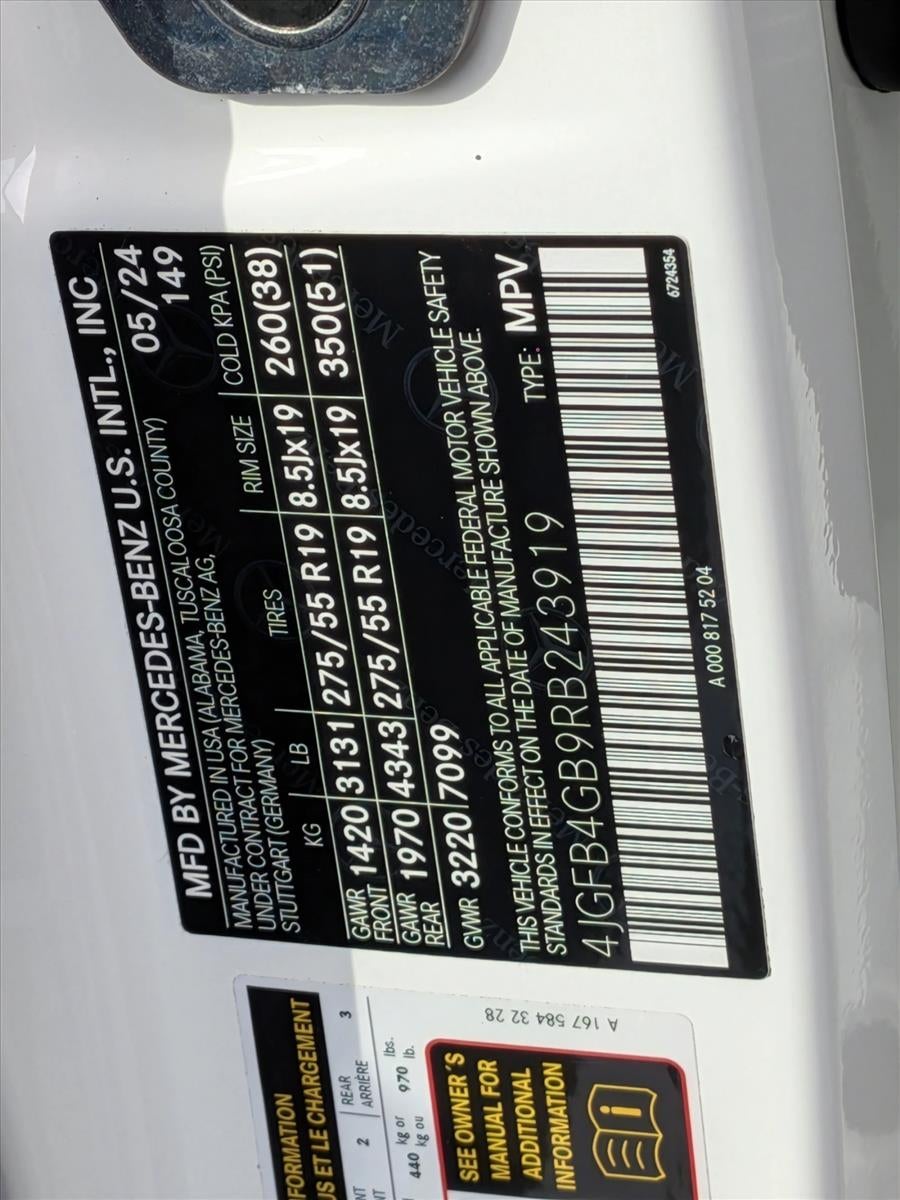 MFD BY MERCEDES-BENZ U.S. INTL., INC
MANUFACTURED IN USA (ALABAMA, TUSCALOOSA COUNTY) 05/24
UNDER CONTRACT FOR MERCEDES-BENZ AG, 149
STUTTGART (GERMANY)
KG LB TIRES RIM SIZE COLD KPA (PSI)
GAWR FRONT 1420 3131 275/55 R19 8.5Jx19 260(38)
GAWR REAR 1970 4343 275/55 R19 8.5Jx19 350(51)
GVWR 3220 7099
THIS VEHICLE CONFORMS TO ALL APPLICABLE FEDERAL MOTOR VEHICLE SAFETY
STANDARDS IN EFFECT ON THE DATE OF MANUFACTURE SHOWN ABOVE.
4JGFB4GB9RB243919 TYPE: MPV
A 000 817 52 04
6724354
US ET LE CHARGEMENT
2 REAR ARRIÈRE 3
440 kg or kg ou 970 lbs. lb.
A 167 584 32 28
SEE OWNER'S
MANUAL FOR
ADDITIONAL
INFORMATION
i